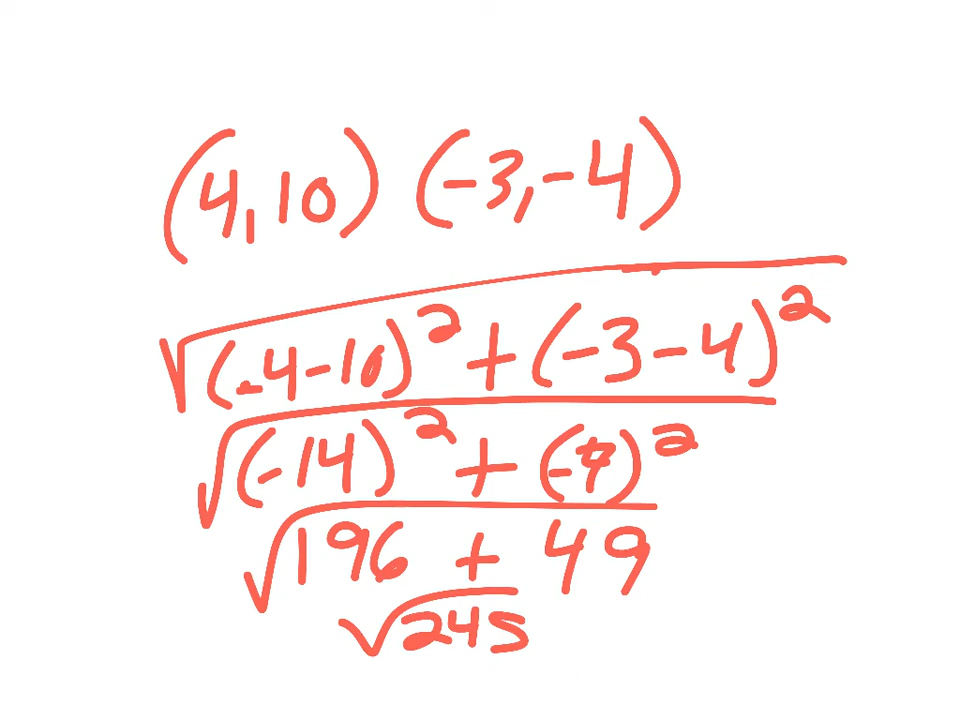 (4,10) (-3,-4)
√(-4-10)² + (-3-4)²
√(-14)² + (-7)²
√196 + 49
√245